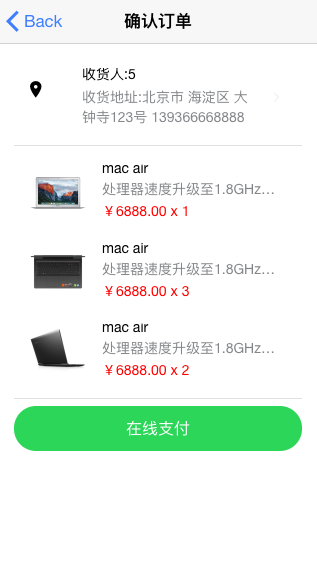 Back
确认订单
收货人:5
收货地址:北京市 海淀区 大
钟寺123号 139366668888
mac air
处理器速度升级至1.8GHz…
￥6888.00 x 1
mac air
处理器速度升级至1.8GHz…
￥6888.00 x 3
mac air
处理器速度升级至1.8GHz…
￥6888.00 x 2
在线支付